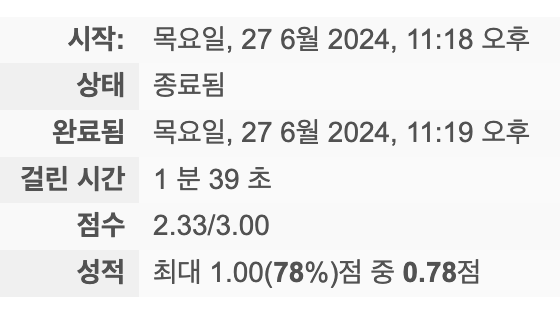 시작: 목요일, 27 6월 2024, 11:18 오후
상태 종료됨
완료됨 목요일, 27 6월 2024, 11:19 오후
걸린 시간 1 분 39 초
점수 2.33/3.00
성적 최대 1.00(78%)점 중 0.78점